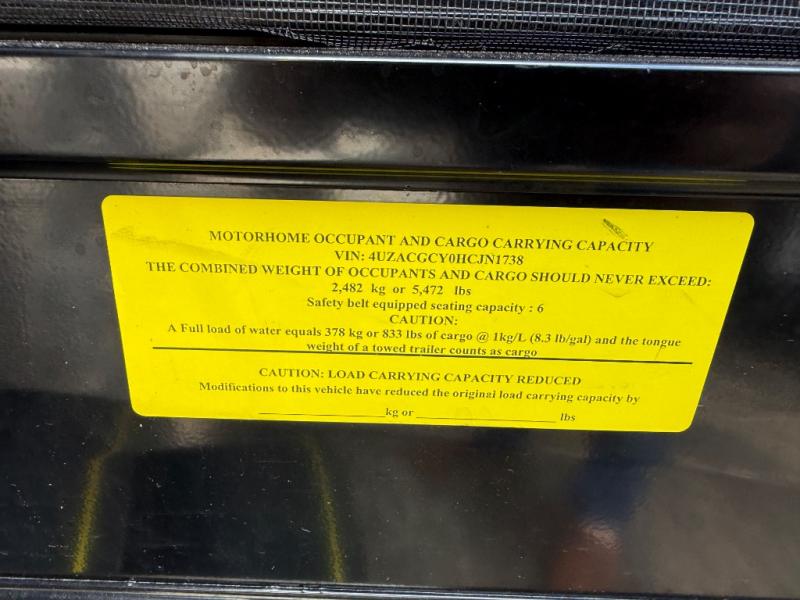 MOTORHOME OCCUPANT AND CARGO CARRYING CAPACITY
VIN: 4UZACGCY0HCJN1738
THE COMBINED WEIGHT OF OCCUPANTS AND CARGO SHOULD NEVER EXCEED:
2,482 kg or 5,472 lbs
Safety belt equipped seating capacity : 6
CAUTION:
A Full load of water equals 378 kg or 833 lbs of cargo @ 1kg/L (8.3 lb/gal) and the tongue
weight of a towed trailer counts as cargo
CAUTION: LOAD CARRYING CAPACITY REDUCED
Modifications to this vehicle have reduced the original load carrying capacity by
____________________kg or ______________________ lbs